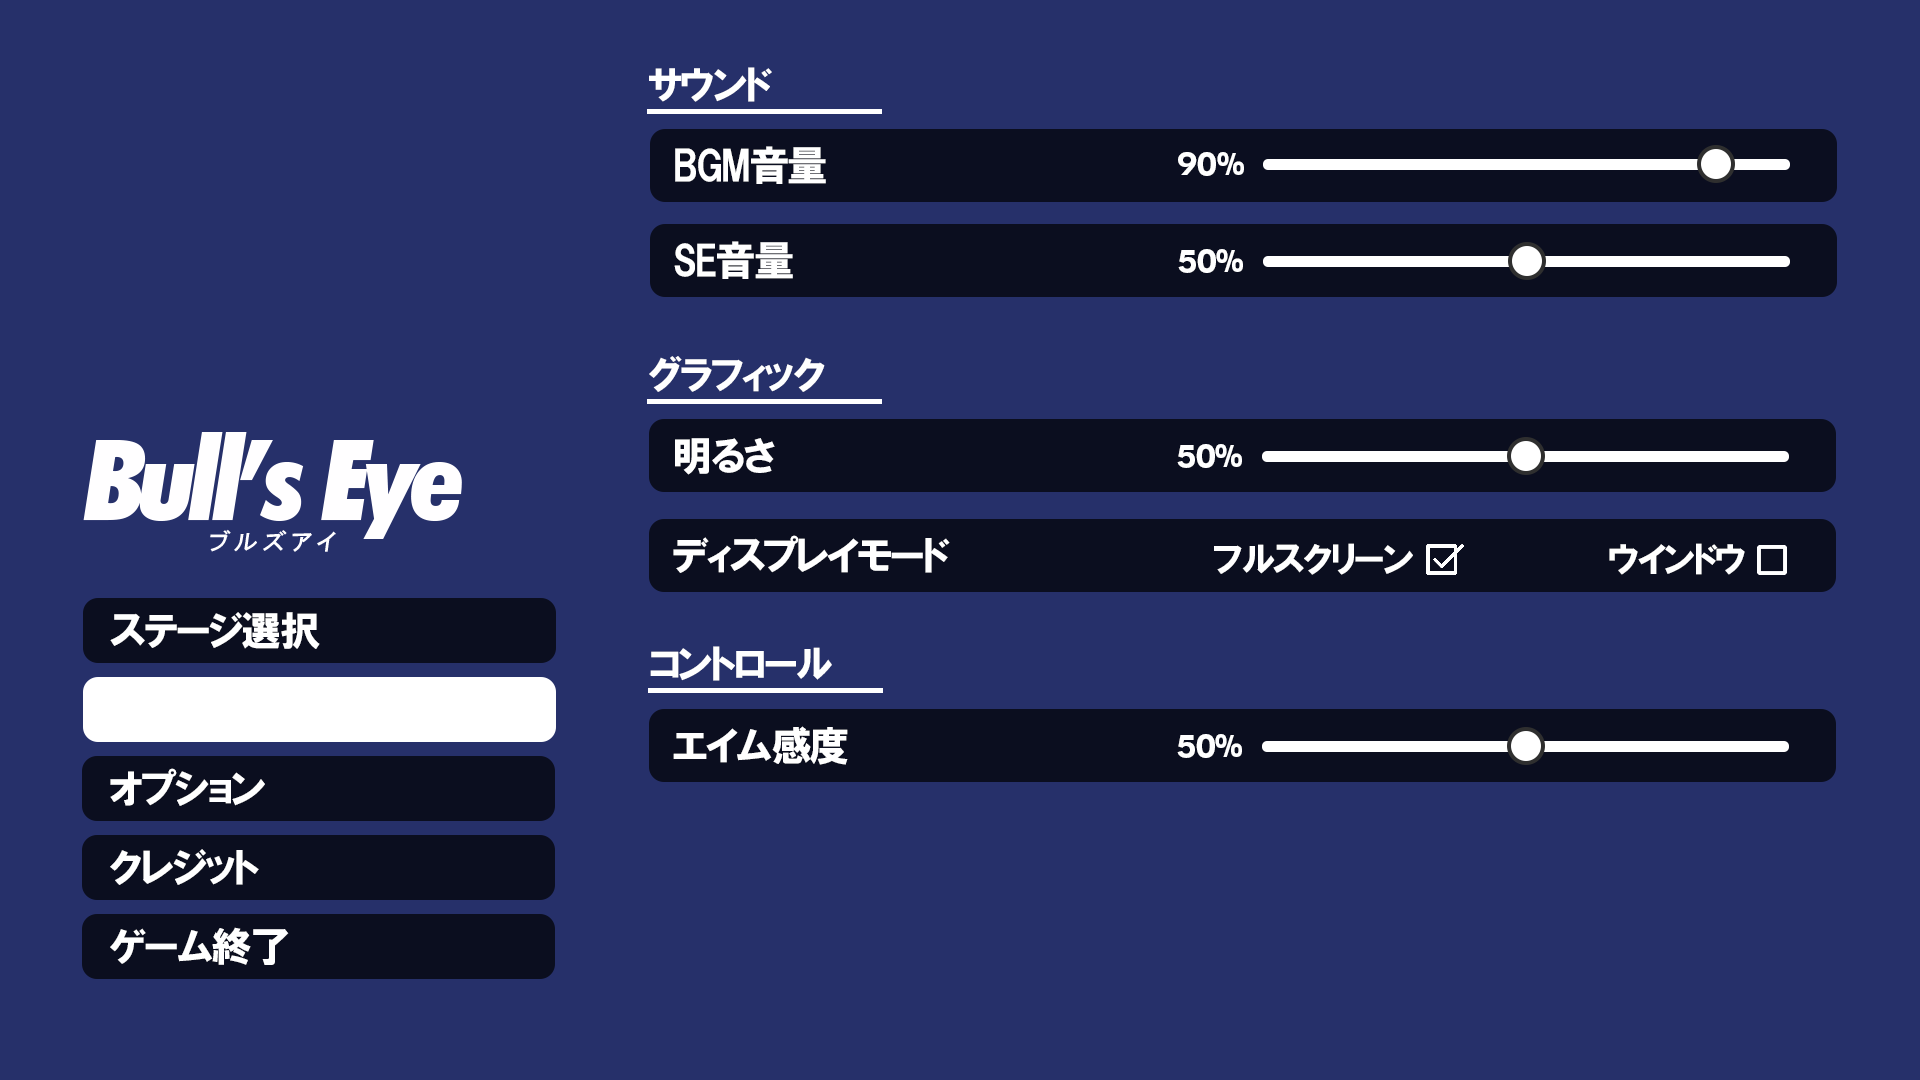 Bull's Eye
ブルズアイ
ステージ選択
オプション
クレジット
ゲーム終了
サウンド
BGM音量 90%
SE音量 50%
グラフィック
明るさ 50%
ディスプレイモード フルスクリーン ウインドウ
コントロール
エイム感度 50%